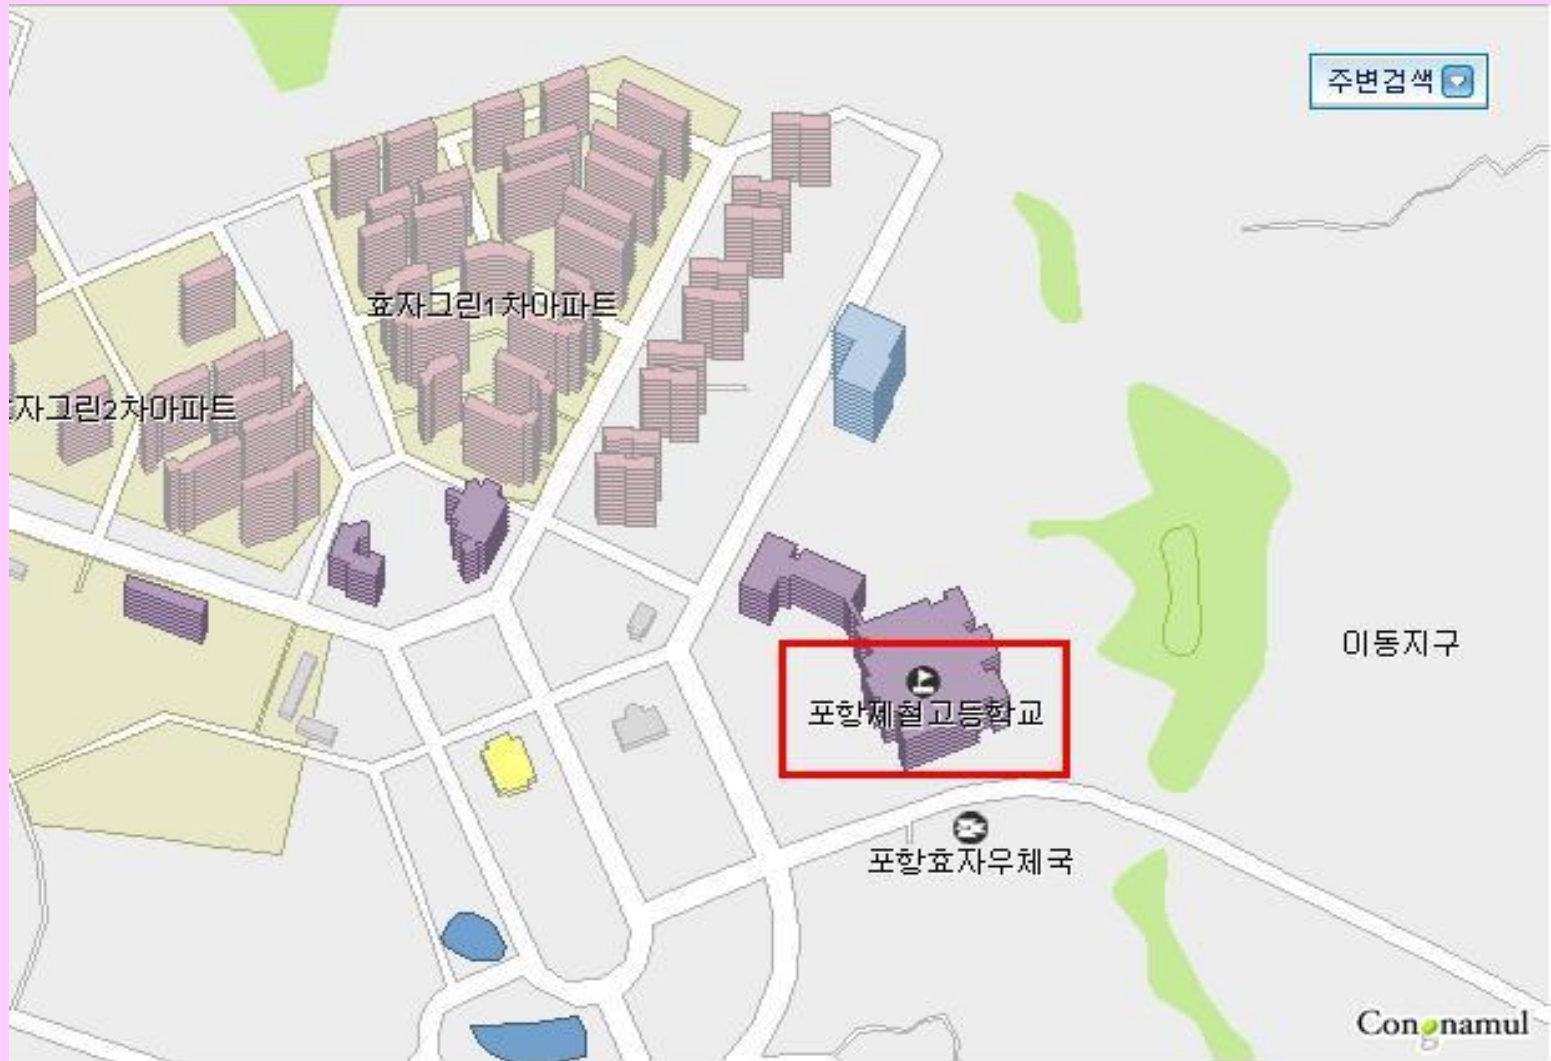 주변검색
효자그린1차아파트
자그린2차아파트
이동지구
포항제철고등학교
포항효자우체국
Congnamul